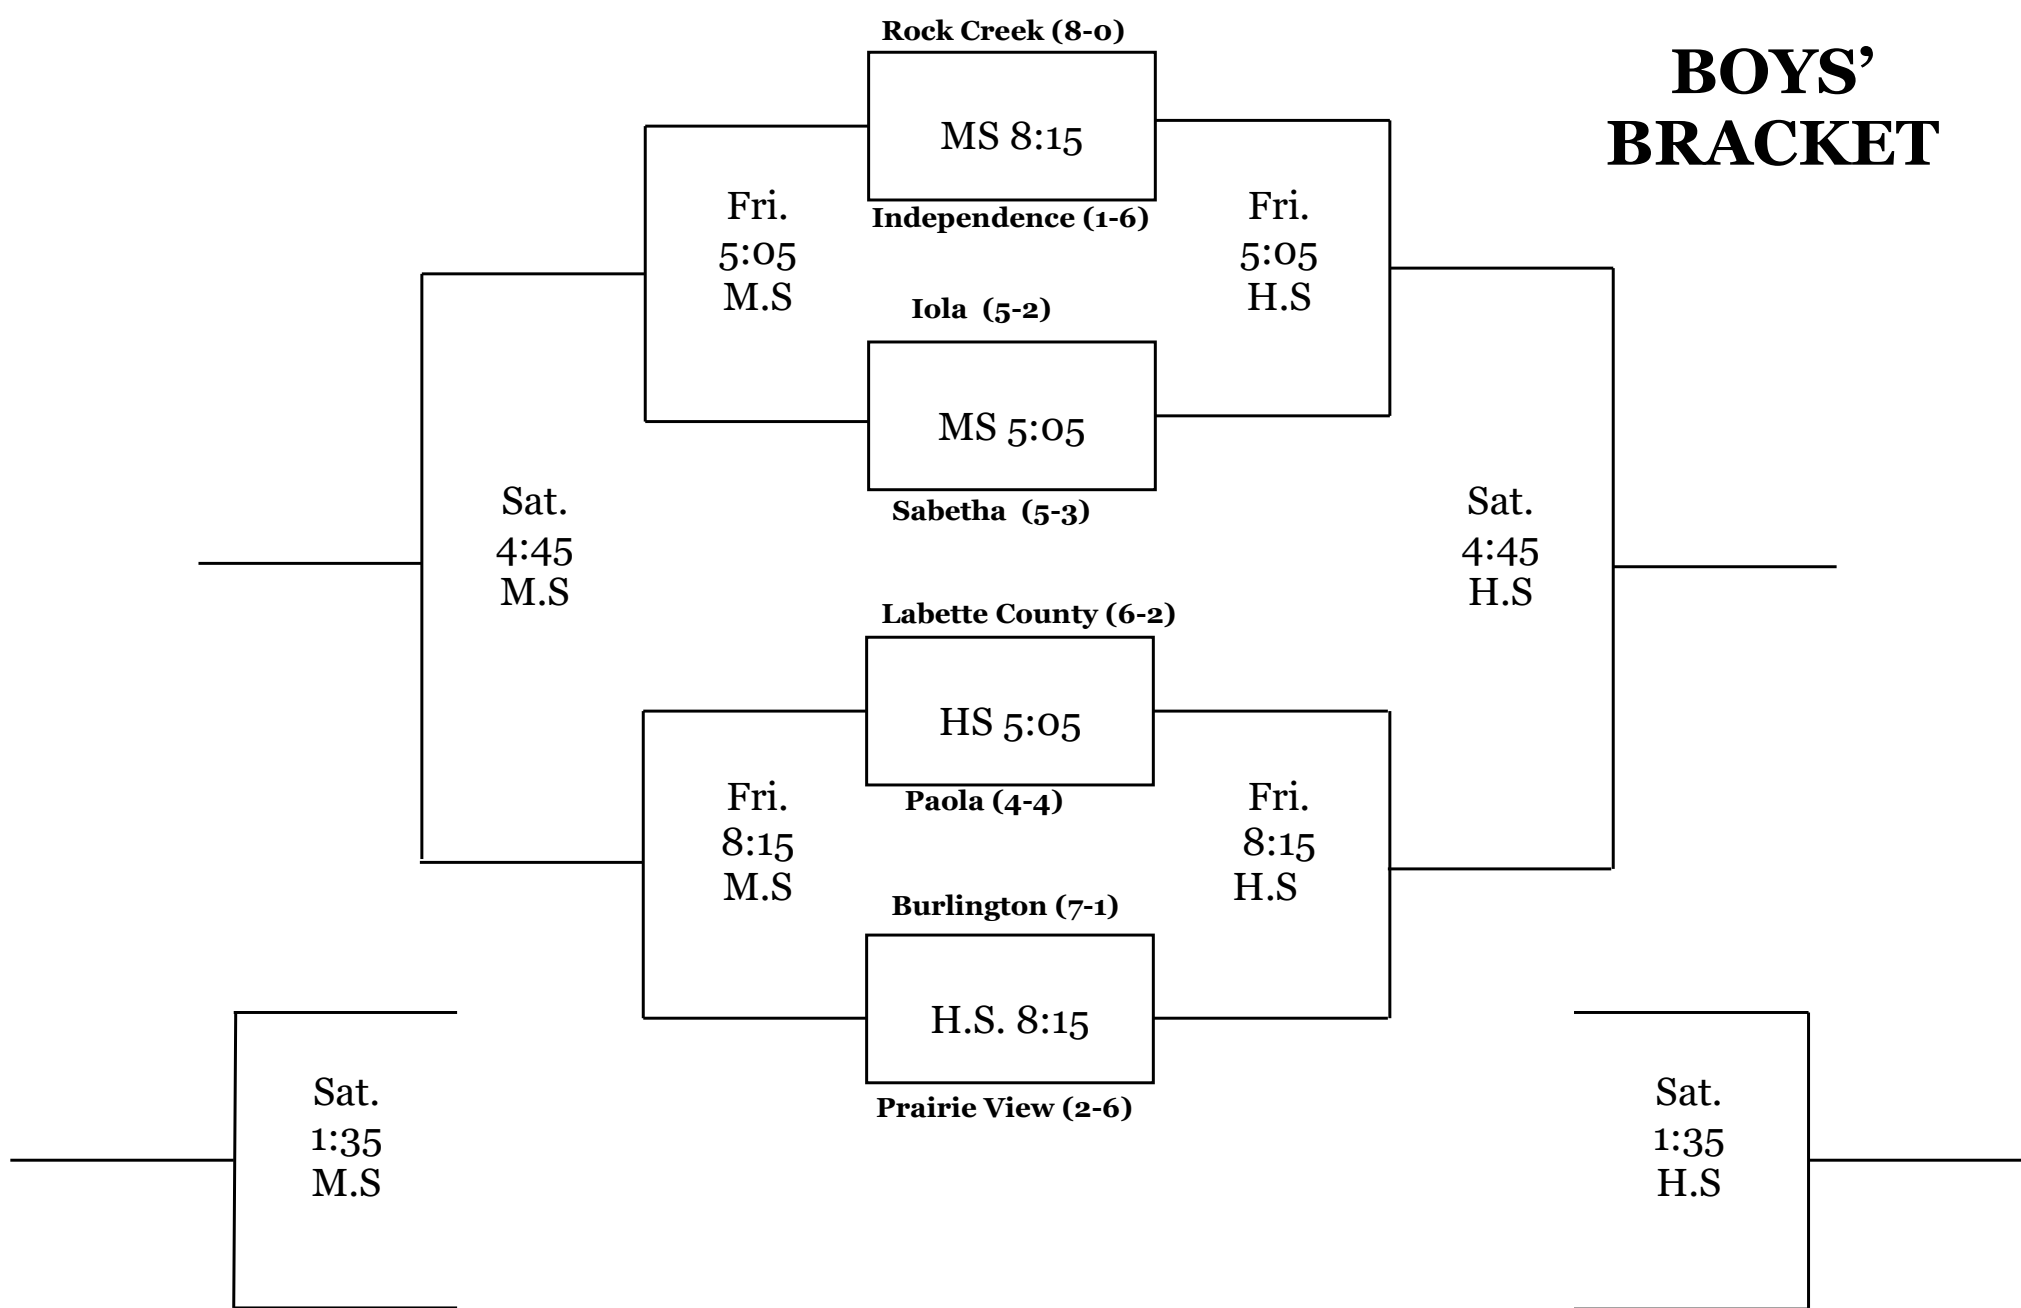 Rock Creek (8-0)
BOYS’
BRACKET
MS 8:15
Independence (1-6)
Fri.
5:05
M.S
Fri.
5:05
H.S
Iola (5-2)
MS 5:05
Sabetha (5-3)
Sat.
4:45
M.S
Sat.
4:45
H.S
Labette County (6-2)
HS 5:05
Paola (4-4)
Fri.
8:15
M.S
Fri.
8:15
H.S
Burlington (7-1)
H.S. 8:15
Prairie View (2-6)
Sat.
1:35
M.S
Sat.
1:35
H.S